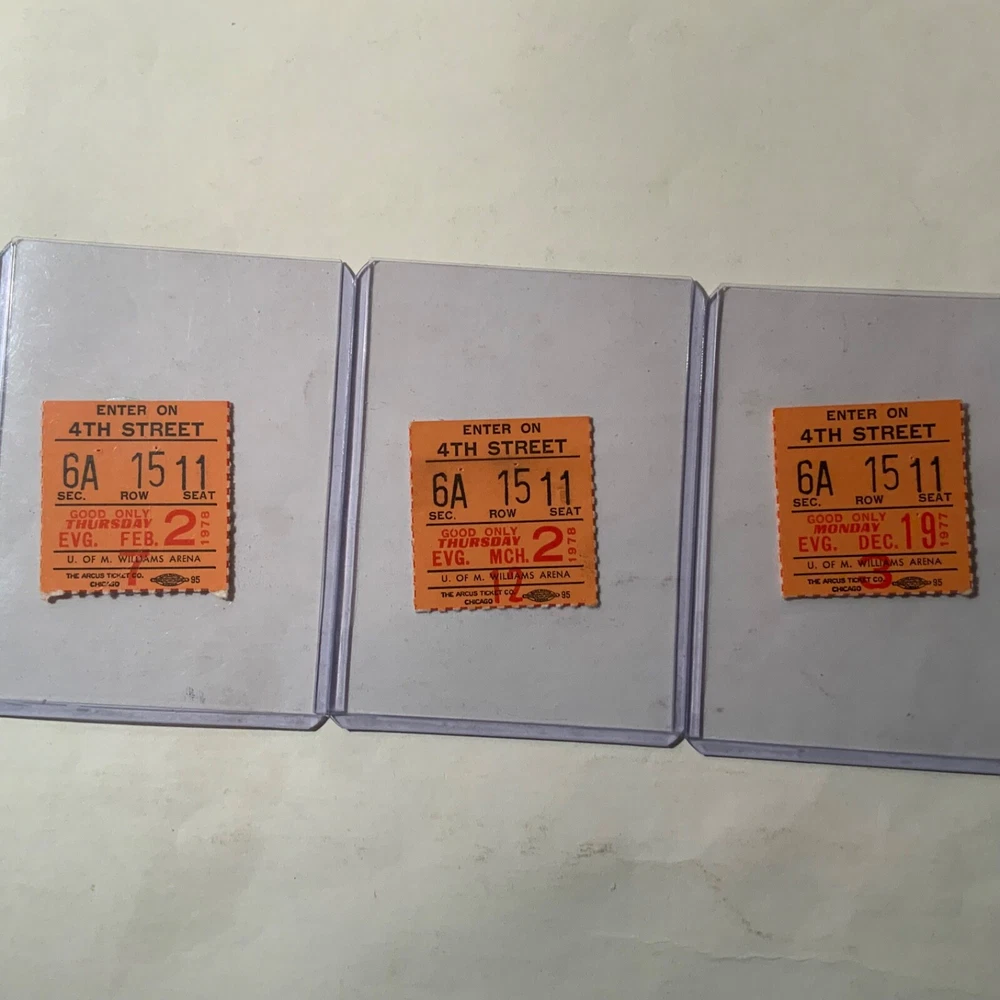 ENTER ON
4TH STREET
6A 15 11
SEC. ROW SEAT
GOOD ONLY
THURSDAY
EVG. FEB. 2 1978
U. OF M. WILLIAMS ARENA
THE ARCUS TICKET CO.
CHICAGO 95
ENTER ON
4TH STREET
6A 15 11
SEC. ROW SEAT
GOOD ONLY
THURSDAY
EVG. MCH. 2 1978
U. OF M. WILLIAMS ARENA
12
THE ARCUS TICKET CO.
CHICAGO 95
ENTER ON
4TH STREET
6A 15 11
SEC. ROW SEAT
GOOD ONLY
MONDAY
EVG. DEC. 19 1977
U. OF M. WILLIAMS ARENA
3
THE ARCUS TICKET CO.
CHICAGO 95